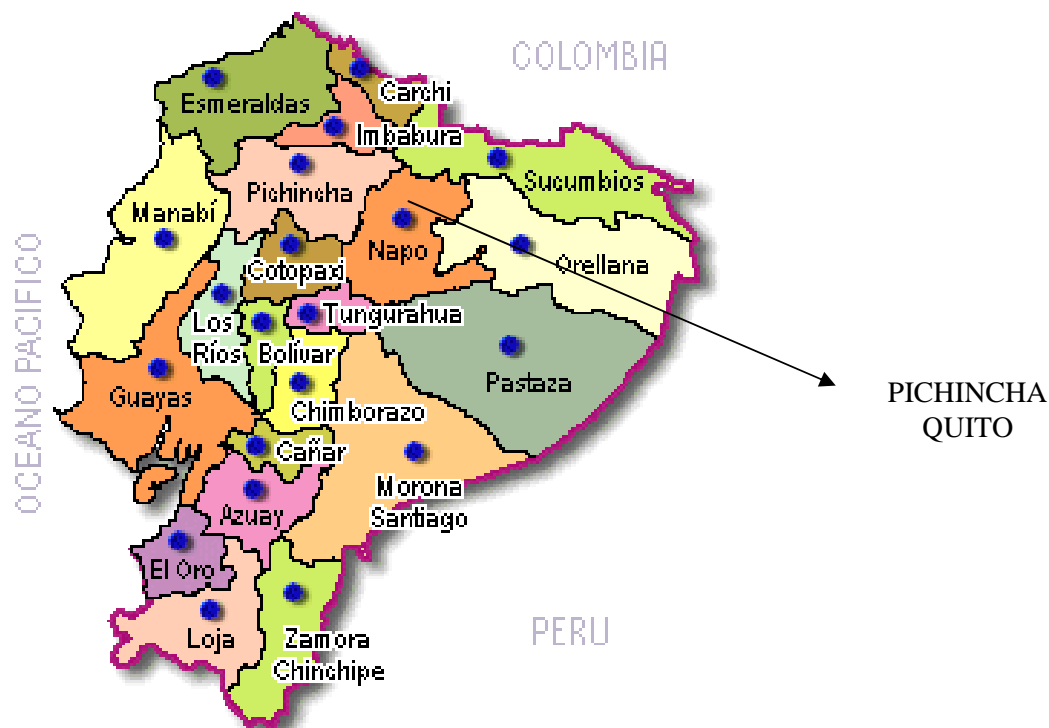 COLOMBIA
Carchi
Esmeraldas
Imbabura
Sucumbios
Pichincha
Manabí
Napo
Orellana
Cotopaxi
OCEANO PACIFICO
Tungurahua
Los
Ríos
Bolívar
Pastaza
Guayas
Chimborazo
PICHINCHA
QUITO
Cañar
Morona
Santiago
Azuay
El Oro
PERU
Loja
Zamora
Chinchipe